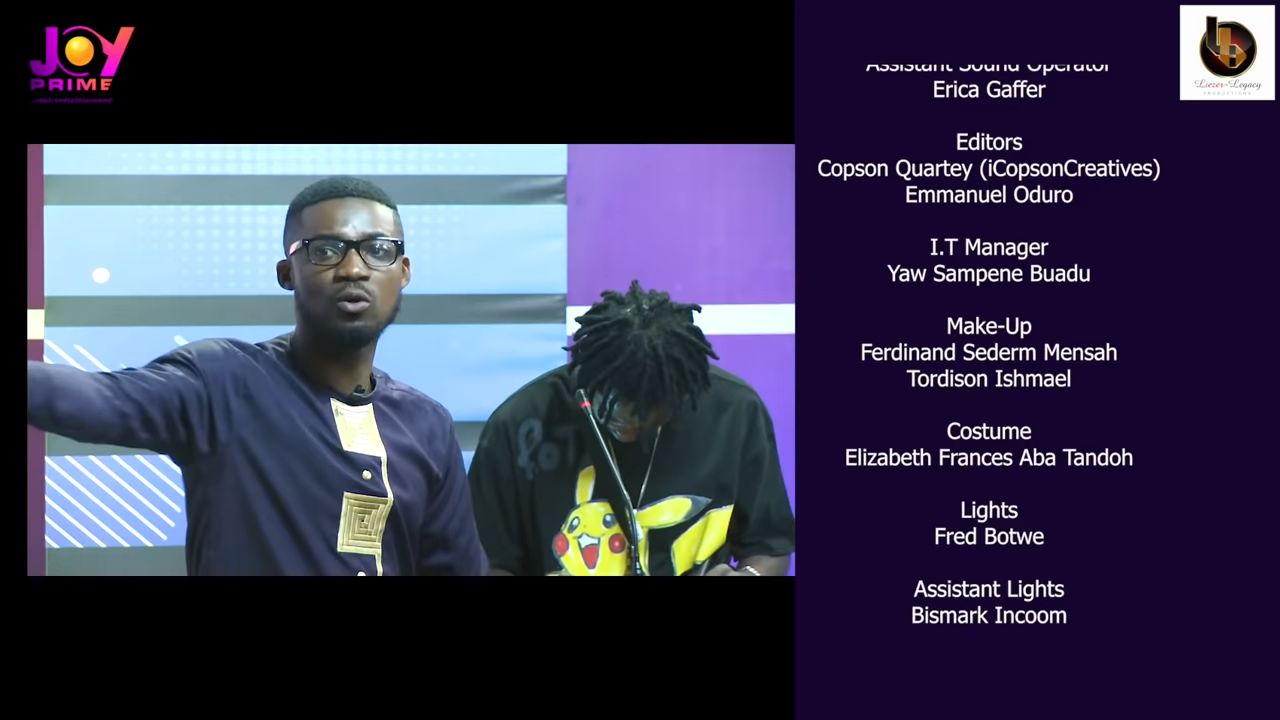 JOY
PRIME
Assistant Sound Operator
Erica Gaffer
Editors
Copson Quartey (iCopsonCreatives)
Emmanuel Oduro
I.T Manager
Yaw Sampene Buadu
Make-Up
Ferdinand Sederm Mensah
Tordison Ishmael
Costume
Elizabeth Frances Aba Tandoh
Lights
Fred Botwe
Assistant Lights
Bismark Incoom
Liezer-Legacy
PRODUCTIONS